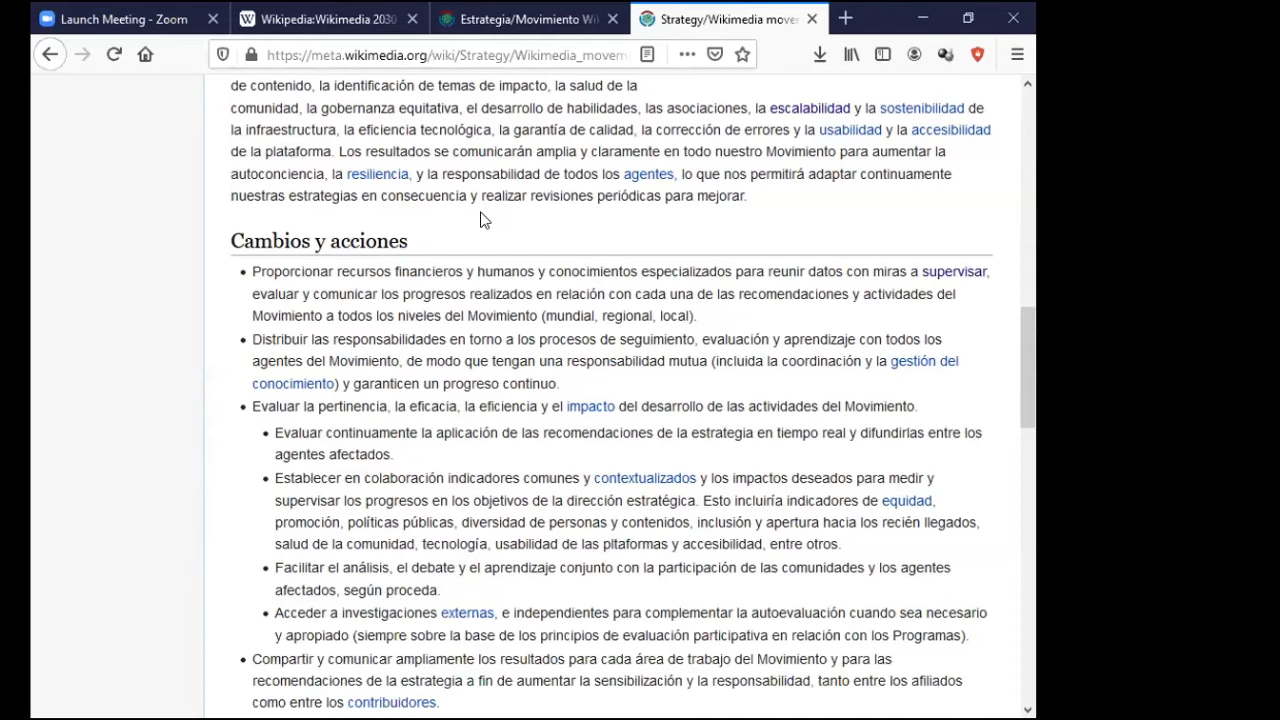 Launch Meeting - Zoom
Wikipedia:Wikimedia 2030
Estrategia/Movimiento Wi
Strategy/Wikimedia move
https://meta.wikimedia.org/wiki/Strategy/Wikimedia_movem
de contenido, la identificación de temas de impacto, la salud de la
comunidad, la gobernanza equitativa, el desarrollo de habilidades, las asociaciones, la escalabilidad y la sostenibilidad de
la infraestructura, la eficiencia tecnológica, la garantía de calidad, la corrección de errores y la usabilidad y la accesibilidad
de la plataforma. Los resultados se comunicarán amplia y claramente en todo nuestro Movimiento para aumentar la
autoconciencia, la resiliencia, y la responsabilidad de todos los agentes, lo que nos permitirá adaptar continuamente
nuestras estrategias en consecuencia y realizar revisiones periódicas para mejorar.
Cambios y acciones
• Proporcionar recursos financieros y humanos y conocimientos especializados para reunir datos con miras a supervisar,
evaluar y comunicar los progresos realizados en relación con cada una de las recomendaciones y actividades del
Movimiento a todos los niveles del Movimiento (mundial, regional, local).
• Distribuir las responsabilidades en torno a los procesos de seguimiento, evaluación y aprendizaje con todos los
agentes del Movimiento, de modo que tengan una responsabilidad mutua (incluida la coordinación y la gestión del
conocimiento) y garanticen un progreso continuo.
• Evaluar la pertinencia, la eficacia, la eficiencia y el impacto del desarrollo de las actividades del Movimiento.
• Evaluar continuamente la aplicación de las recomendaciones de la estrategia en tiempo real y difundirlas entre los
agentes afectados.
• Establecer en colaboración indicadores comunes y contextualizados y los impactos deseados para medir y
supervisar los progresos en los objetivos de la dirección estratégica. Esto incluiría indicadores de equidad,
promoción, políticas públicas, diversidad de personas y contenidos, inclusión y apertura hacia los recién llegados,
salud de la comunidad, tecnología, usabilidad de las pltaformas y accesibilidad, entre otros.
• Facilitar el análisis, el debate y el aprendizaje conjunto con la participación de las comunidades y los agentes
afectados, según proceda.
• Acceder a investigaciones externas, e independientes para complementar la autoevaluación cuando sea necesario
y apropiado (siempre sobre la base de los principios de evaluación participativa en relación con los Programas).
• Compartir y comunicar ampliamente los resultados para cada área de trabajo del Movimiento y para las
recomendaciones de la estrategia a fin de aumentar la sensibilización y la responsabilidad, tanto entre los afiliados
como entre los contribuidores.